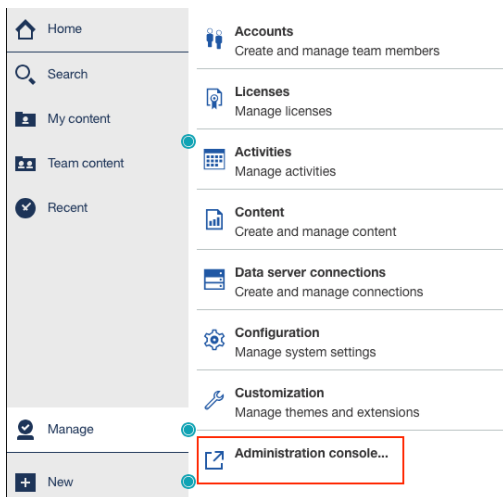 Home
Search
My content
Team content
Recent
Manage
New
Accounts
Create and manage team members
Licenses
Manage licenses
Activities
Manage activities
Content
Create and manage content
Data server connections
Create and manage connections
Configuration
Manage system settings
Customization
Manage themes and extensions
Administration console...